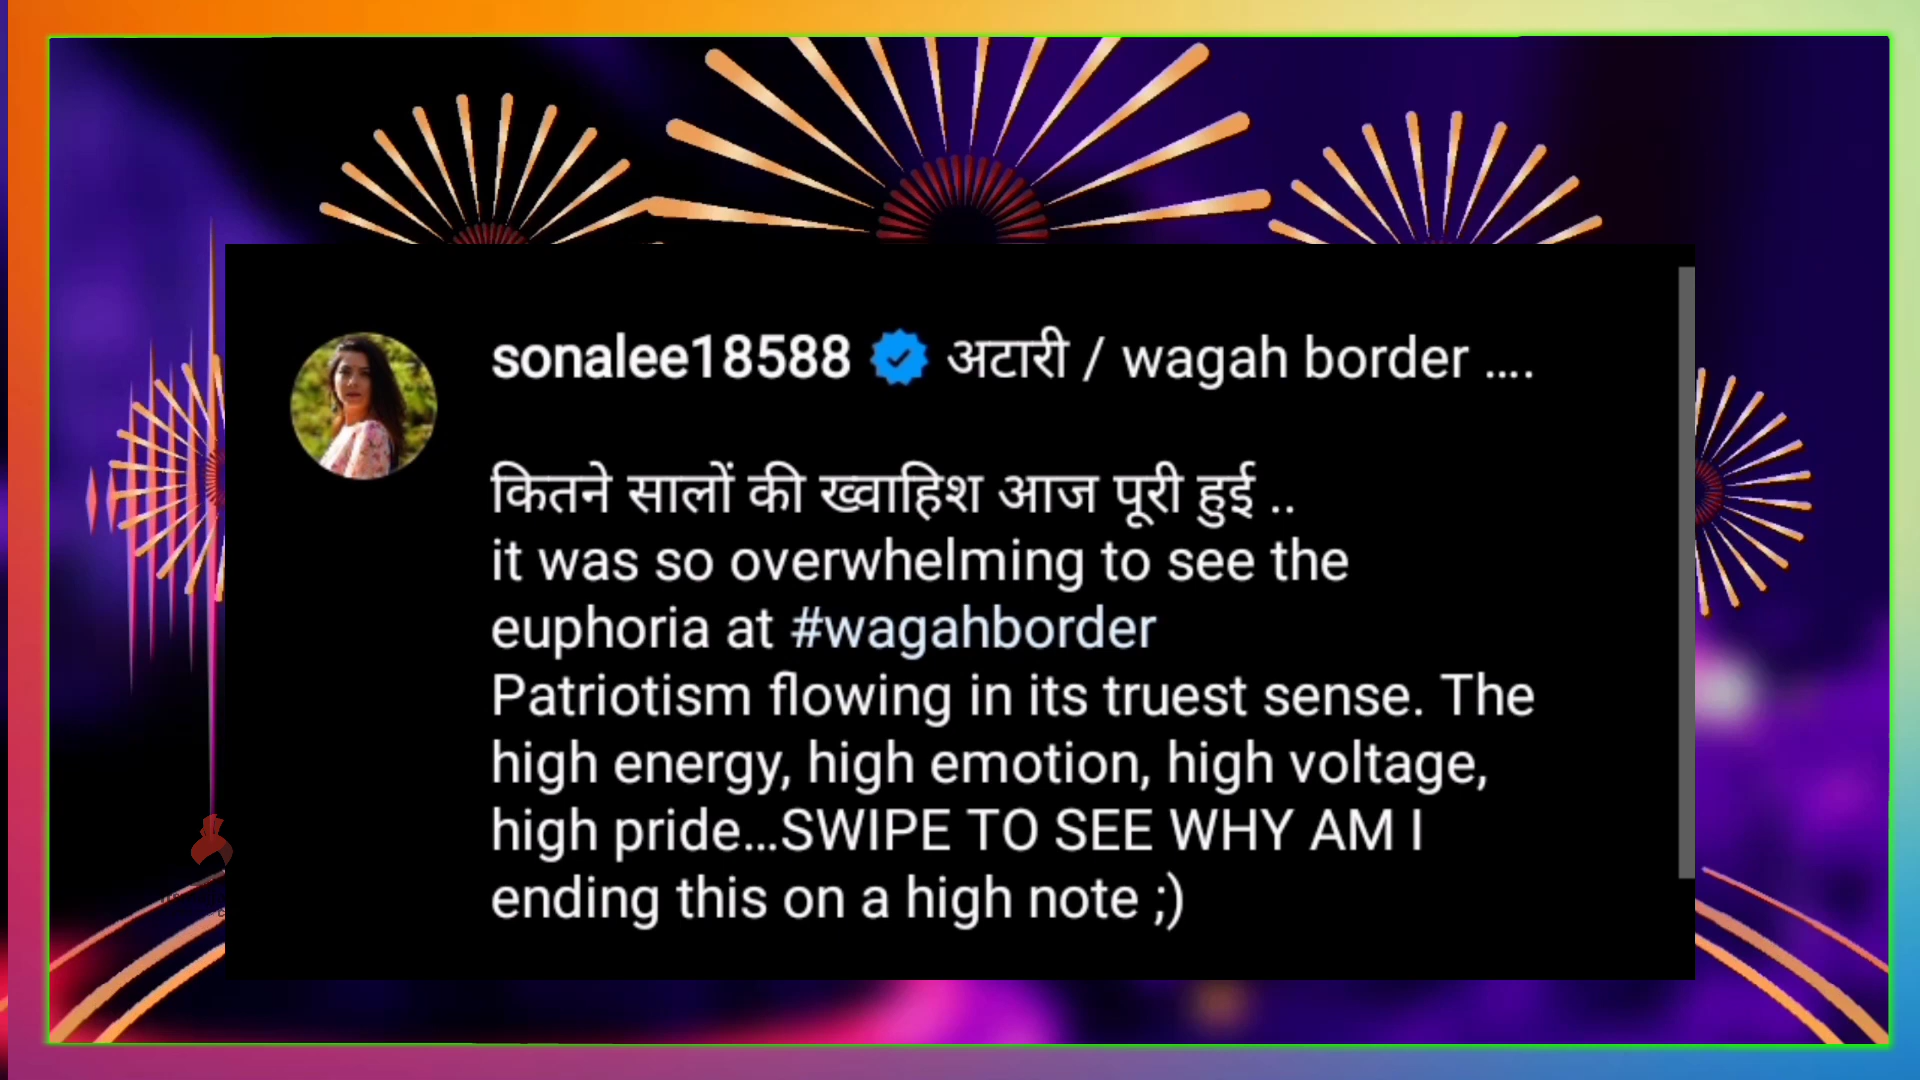 sonalee18588 अटारी / wagah border ....
कितने सालों की ख्वाहिश आज पूरी हुई ..
it was so overwhelming to see the
euphoria at #wagahborder
Patriotism flowing in its truest sense. The
high energy, high emotion, high voltage,
high pride...SWIPE TO SEE WHY AM I
ending this on a high note ;)